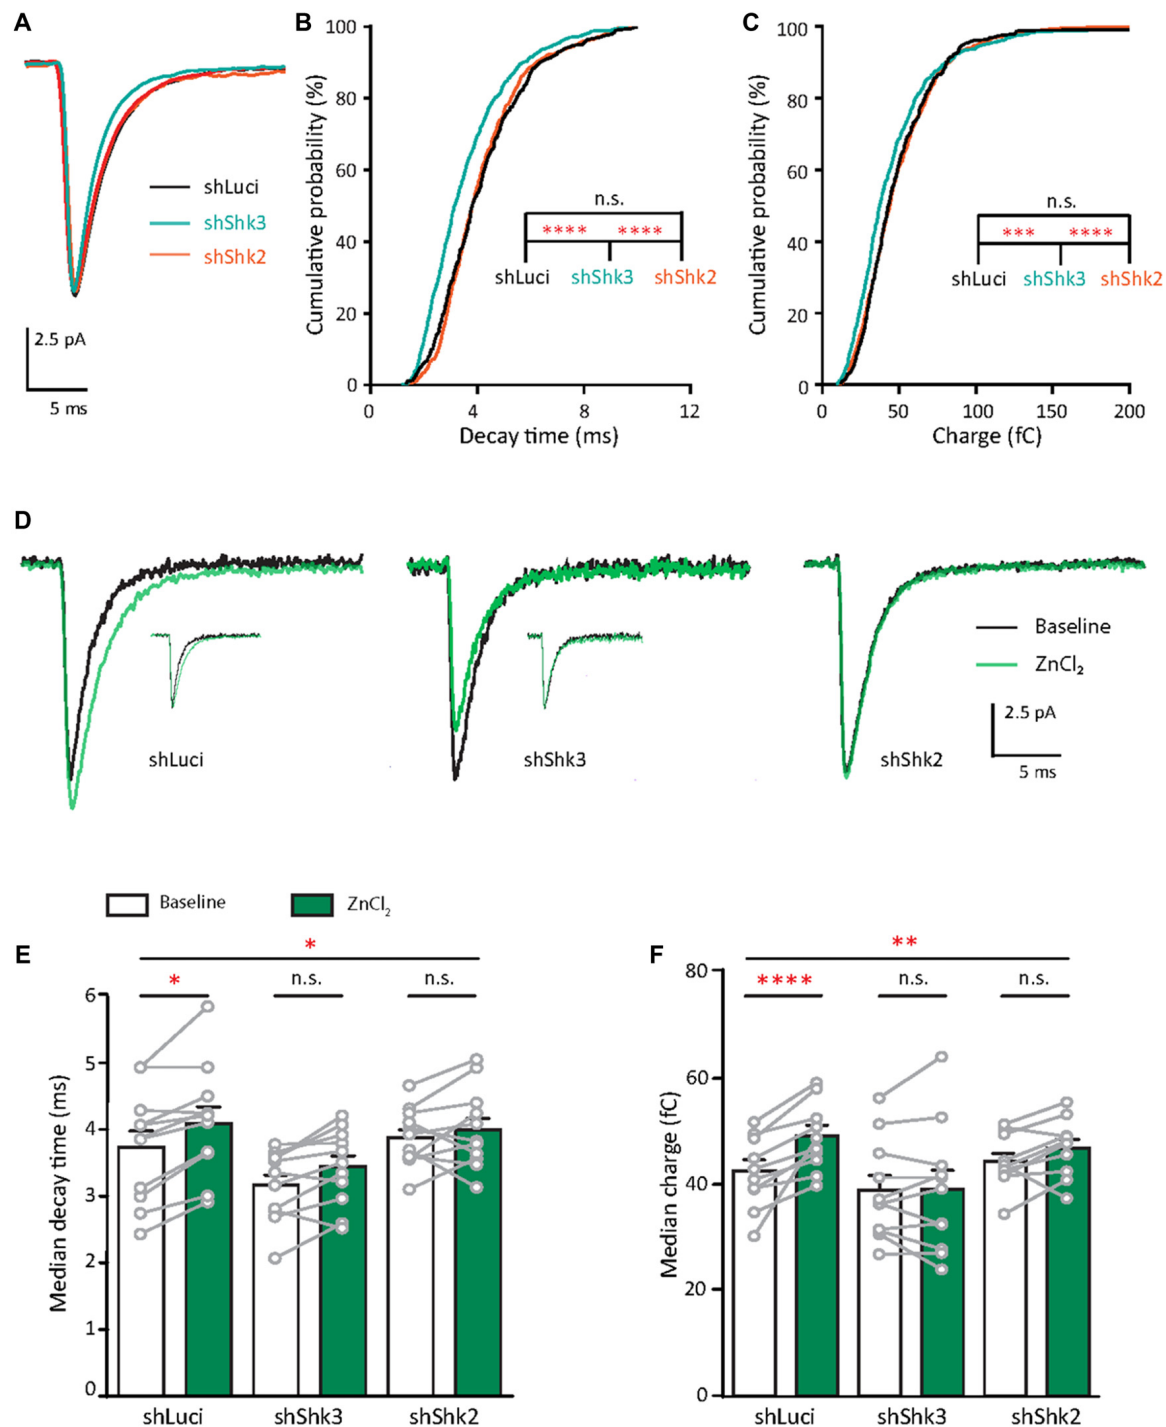 A
shLuci
shShk3
shShk2
2.5 pA
5 ms
B
Cumulative probability (%)
100
80
60
40
20
0
0 4 8 12
Decay time (ms)
n.s.
**** ****
shLuci shShk3 shShk2
C
Cumulative probability (%)
100
80
60
40
20
0
0 50 100 150 200
Charge (fC)
n.s.
*** ****
shLuci shShk3 shShk2
D
shLuci
shShk3
shShk2
Baseline
ZnCl₂
2.5 pA
5 ms
Baseline ZnCl₂
E
*
* n.s. n.s.
Median decay time (ms)
6
5
4
3
2
1
0
shLuci shShk3 shShk2
F
**
**** n.s. n.s.
Median charge (fC)
80
60
40
20
0
shLuci shShk3 shShk2